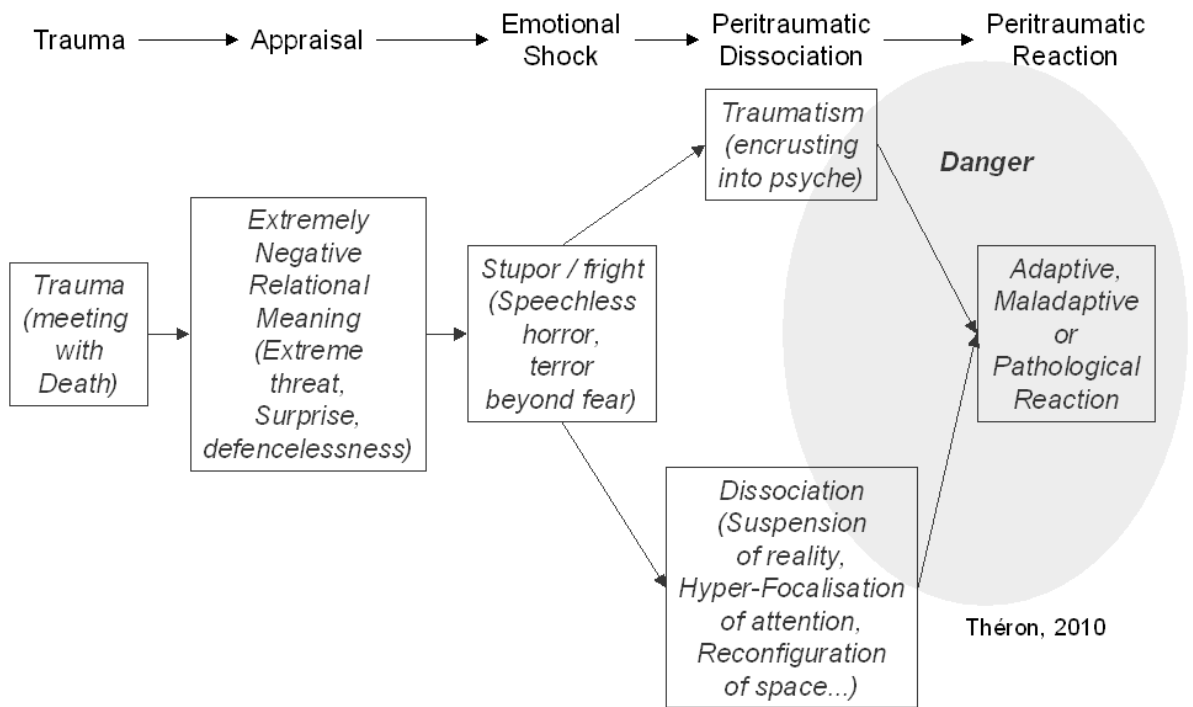 Trauma
Appraisal
Emotional
Shock
Peritraumatic
Dissociation
Peritraumatic
Reaction
Trauma
(meeting
with
Death)
Extremely
Negative
Relational
Meaning
(Extreme
threat,
Surprise,
defencelessness)
Stupor / fright
(Speechless
horror,
terror
beyond fear)
Traumatism
(encrusting
into psyche)
Dissociation
(Suspension
of reality,
Hyper-Focalisation
of attention,
Reconfiguration
of space...)
Danger
Adaptive,
Maladaptive
or
Pathological
Reaction
Théron, 2010